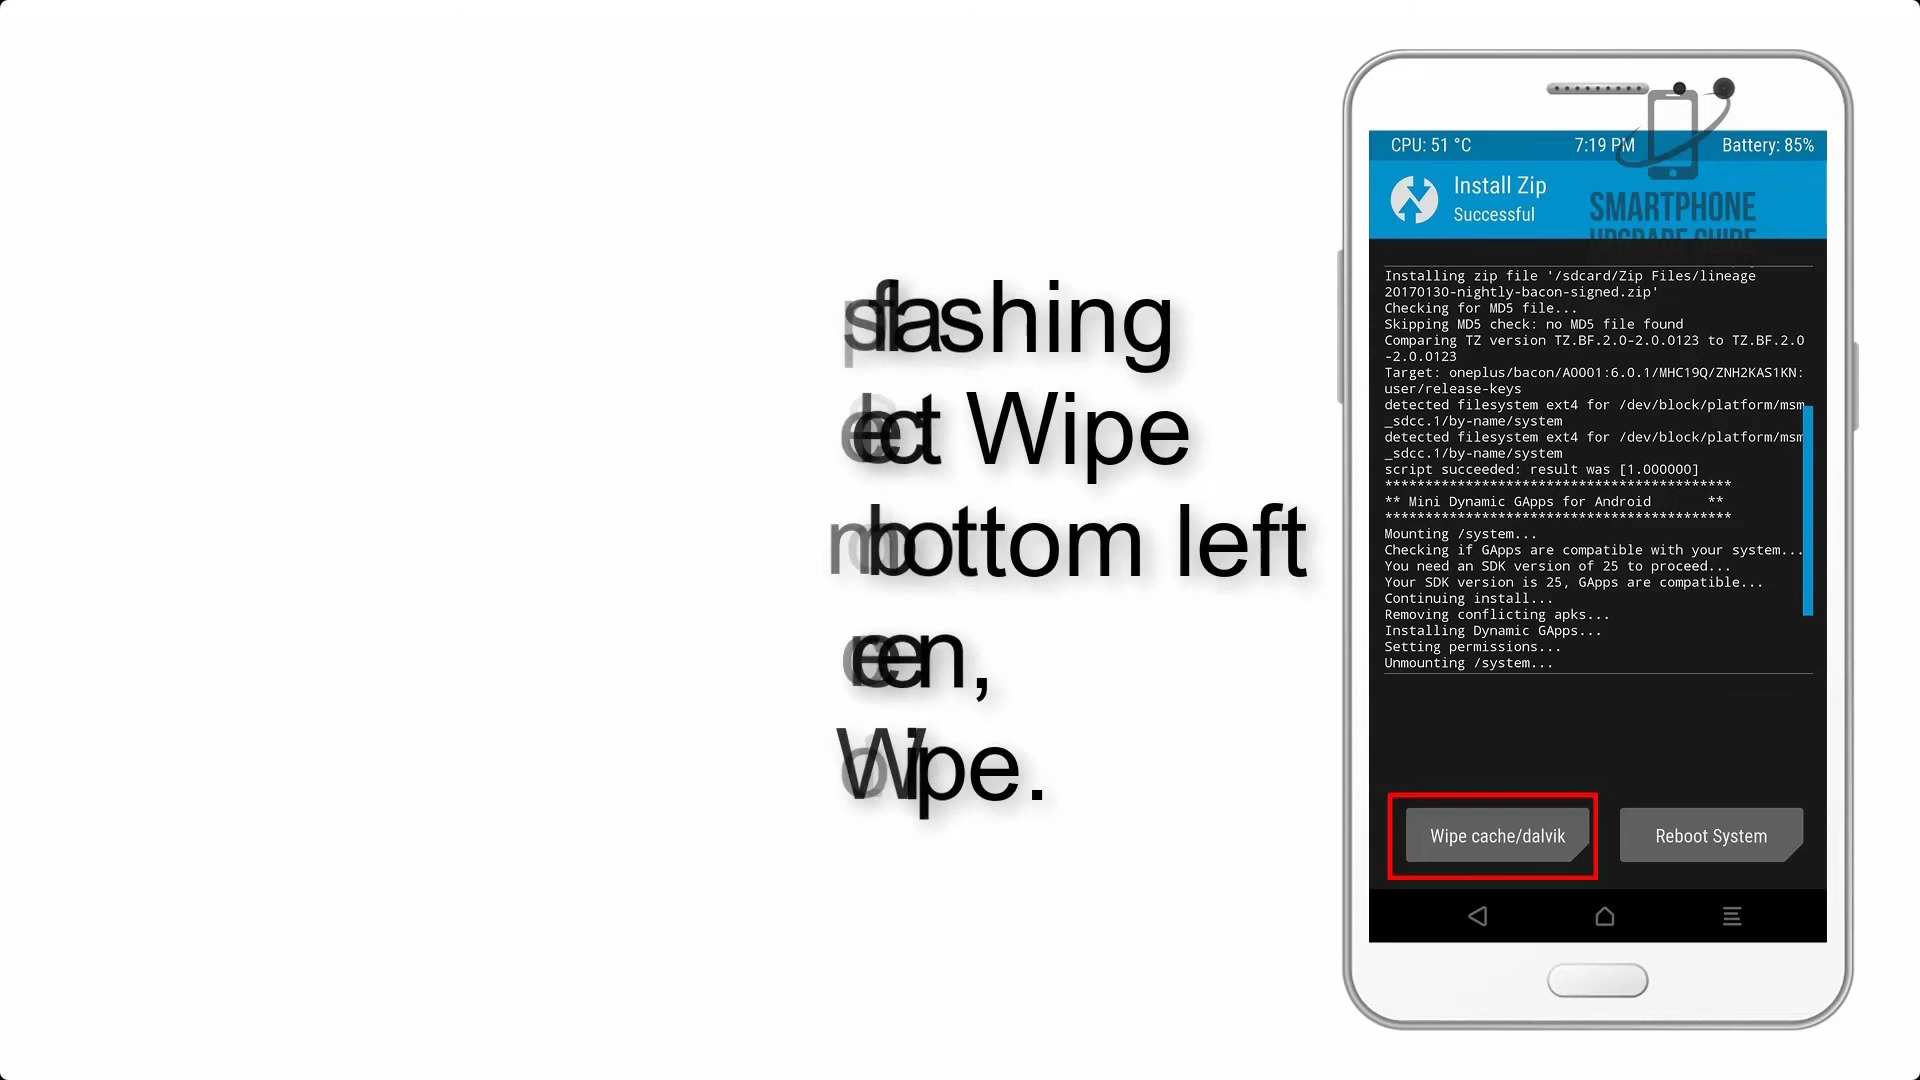 flashing
Wipe
bottom left
Wipe.
CPU: 51 °C 7:19 PM Battery: 85%
Install Zip
Successful
SMARTPHONE
UPGRADE GUIDE
Installing zip file '/sdcard/Zip Files/lineage
20170130-nightly-bacon-signed.zip'
Checking for MD5 file...
Skipping MD5 check: no MD5 file found
Comparing TZ version TZ.BF.2.0-2.0.0123 to TZ.BF.2.0
-2.0.0123
Target: oneplus/bacon/A0001:6.0.1/MHC19Q/ZNH2KAS1KN:
user/release-keys
detected filesystem ext4 for /dev/block/platform/msm
_sdcc.1/by-name/system
detected filesystem ext4 for /dev/block/platform/msm
_sdcc.1/by-name/system
script succeeded: result was [1.000000]
******************************************
** Mini Dynamic GApps for Android **
******************************************
Mounting /system...
Checking if GApps are compatible with your system...
You need an SDK version of 25 to proceed...
Your SDK version is 25, GApps are compatible...
Continuing install...
Removing conflicting apks...
Installing Dynamic GApps...
Setting permissions...
Unmounting /system...
Wipe cache/dalvik
Reboot System